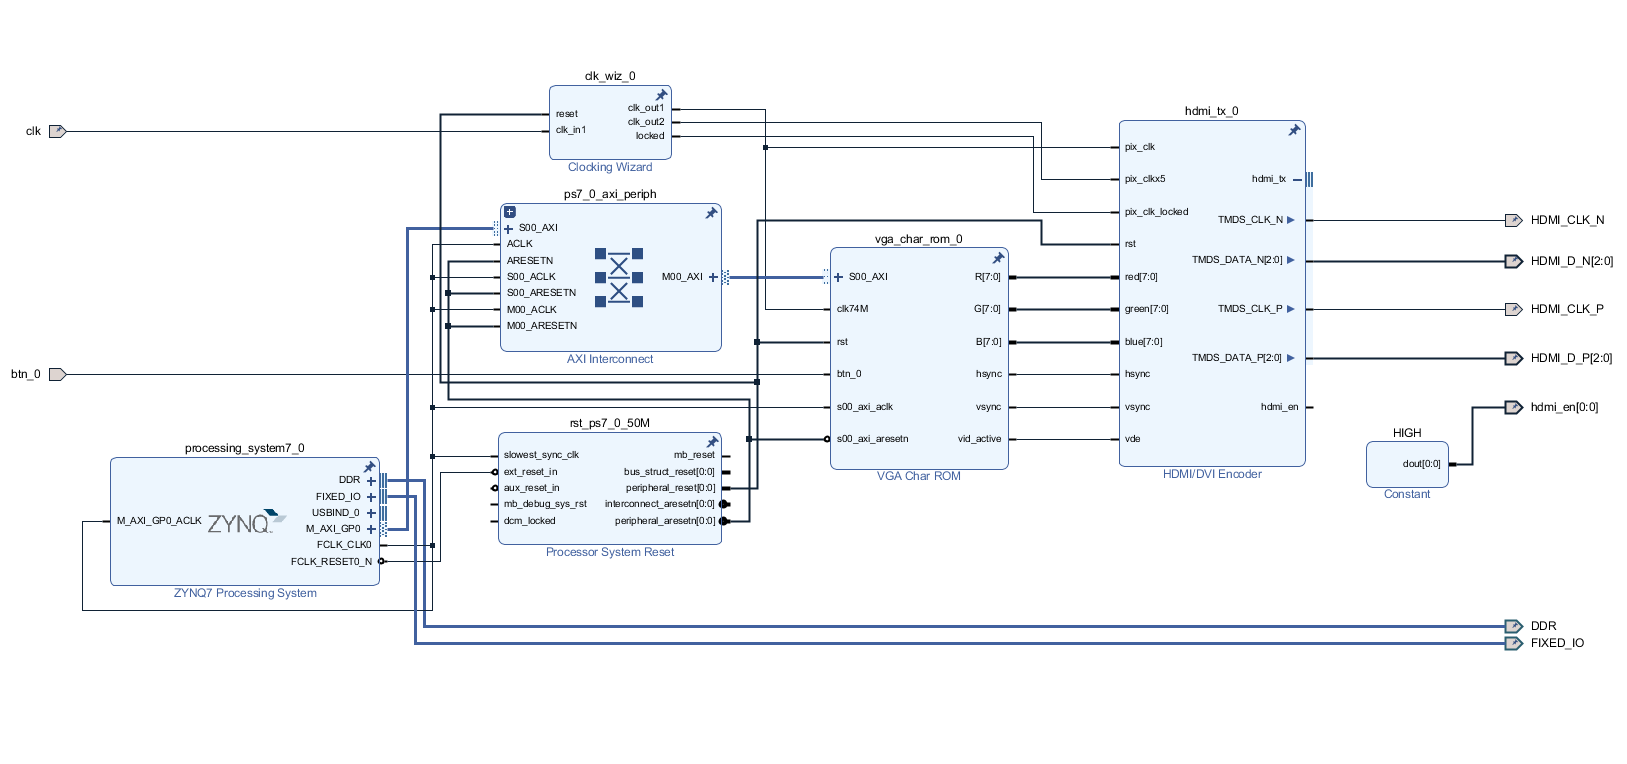 clk_wiz_0
reset
clk_in1
clk_out1
clk_out2
locked
Clocking Wizard
clk
ps7_0_axi_periph
S00_AXI
ACLK
ARESETN
S00_ACLK
S00_ARESETN
M00_ACLK
M00_ARESETN
M00_AXI
AXI Interconnect
btn_0
rst_ps7_0_50M
slowest_sync_clk
ext_reset_in
aux_reset_in
mb_debug_sys_rst
dcm_locked
mb_reset
bus_struct_reset[0:0]
peripheral_reset[0:0]
interconnect_aresetn[0:0]
peripheral_aresetn[0:0]
Processor System Reset
processing_system7_0
M_AXI_GP0_ACLK
ZYNQ
DDR
FIXED_IO
USBIND_0
M_AXI_GP0
FCLK_CLK0
FCLK_RESET0_N
ZYNQ7 Processing System
vga_char_rom_0
S00_AXI
clk74M
rst
btn_0
s00_axi_aclk
s00_axi_aresetn
R[7:0]
G[7:0]
B[7:0]
hsync
vsync
vid_active
VGA Char ROM
hdmi_tx_0
pix_clk
pix_clkx5
pix_clk_locked
rst
red[7:0]
green[7:0]
blue[7:0]
hsync
vsync
vde
hdmi_tx
TMDS_CLK_N
TMDS_DATA_N[2:0]
TMDS_CLK_P
TMDS_DATA_P[2:0]
hdmi_en
HDMI/DVI Encoder
HIGH
dout[0:0]
Constant
HDMI_CLK_N
HDMI_D_N[2:0]
HDMI_CLK_P
HDMI_D_P[2:0]
hdmi_en[0:0]
DDR
FIXED_IO